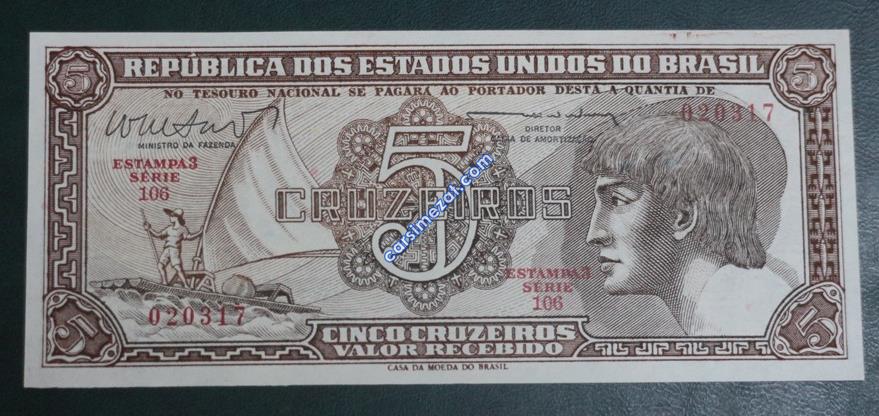 5 5
REPÚBLICA DOS ESTADOS UNIDOS DO BRASIL
NO TESOURO NACIONAL SE PAGARÁ AO PORTADOR DESTA A QUANTIA DE
020317
MINISTRO DA FAZENDA
DIRETOR
CAIXA DE AMORTIZAÇÃO
ESTAMPA 3
SÉRIE
106
5
CRUZEIROS
carsimezat.com
ESTAMPA 3
SÉRIE
106
020317
5 5
CINCO CRUZEIROS
VALOR RECEBIDO
CASA DA MOEDA DO BRASIL